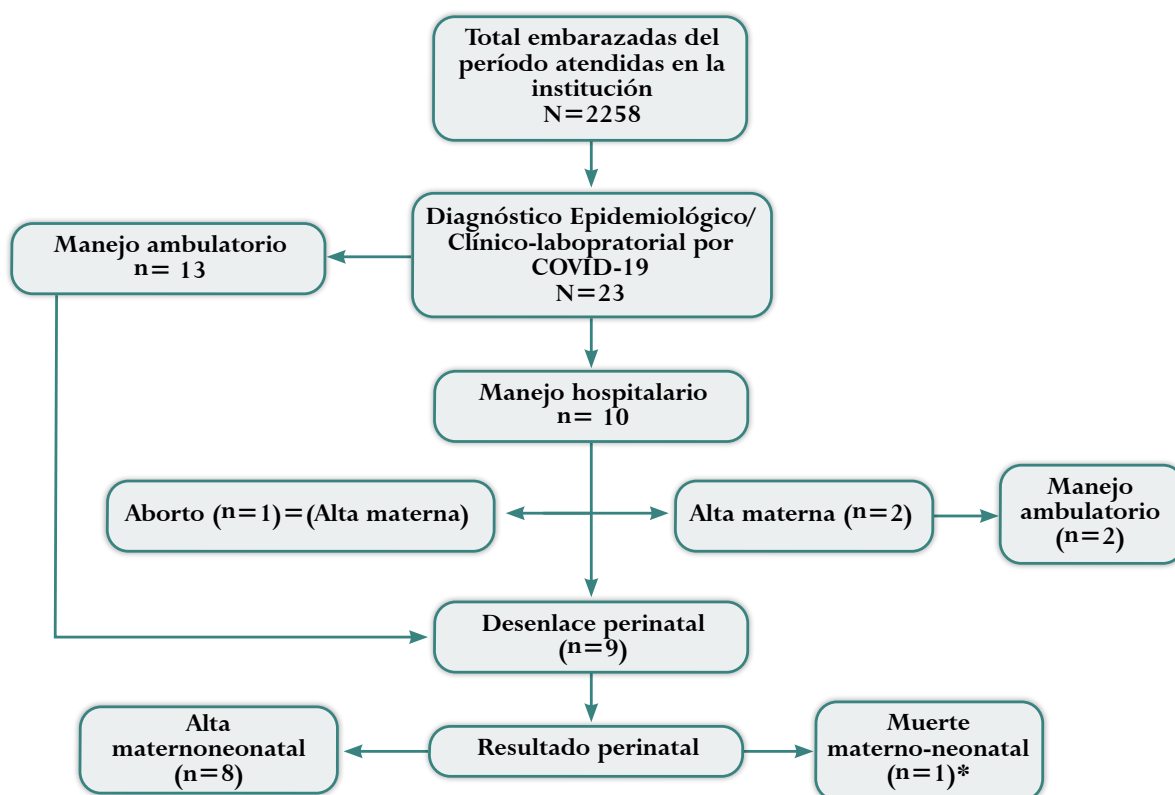 Total embarazadas del
período atendidas en la
institución
N=2258
Diagnóstico Epidemiológico/
Clínico-labopratorial por
COVID-19
N=23
Manejo ambulatorio
n= 13
Manejo hospitalario
n= 10
Aborto (n=1)=(Alta materna)
Alta materna (n=2)
Manejo
ambulatorio
(n=2)
Desenlace perinatal
(n=9)
Alta
maternoneonatal
(n=8)
Resultado perinatal
Muerte
materno-neonatal
(n=1)*